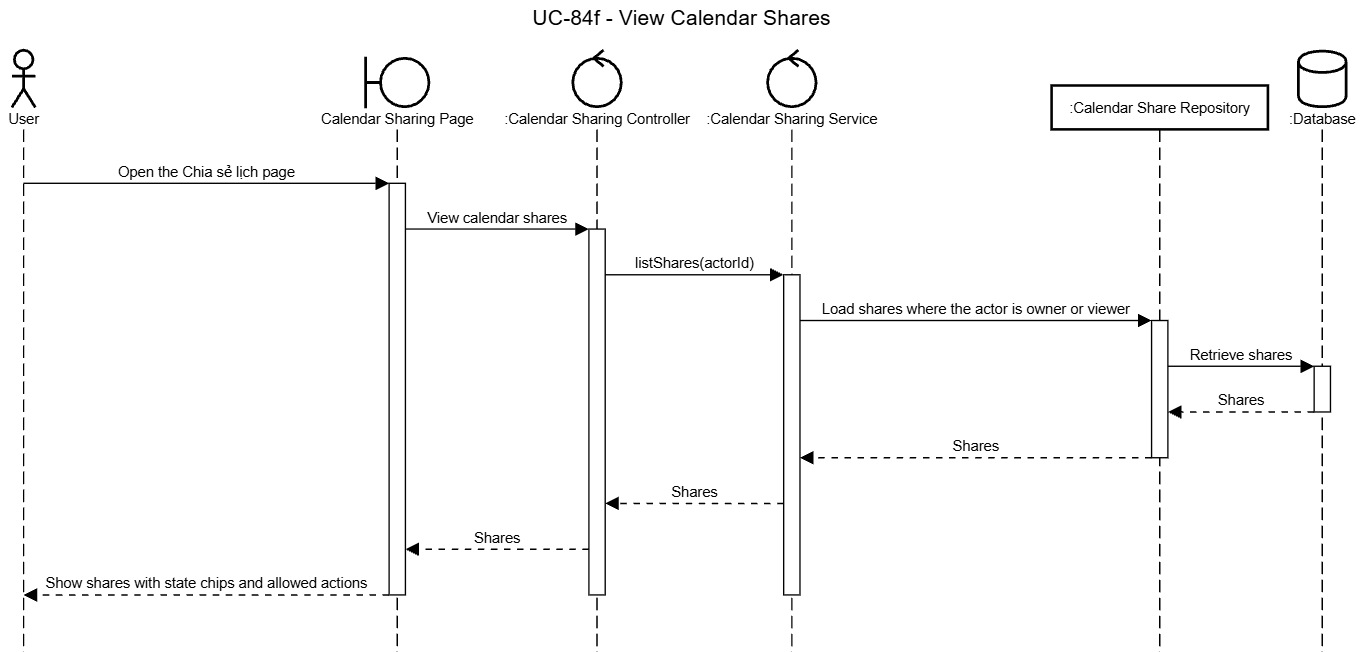 UC-84f - View Calendar Shares
User
Calendar Sharing Page
:Calendar Sharing Controller
:Calendar Sharing Service
:Calendar Share Repository
:Database
Open the Chia sẻ lịch page
View calendar shares
listShares(actorId)
Load shares where the actor is owner or viewer
Retrieve shares
Shares
Shares
Shares
Shares
Show shares with state chips and allowed actions